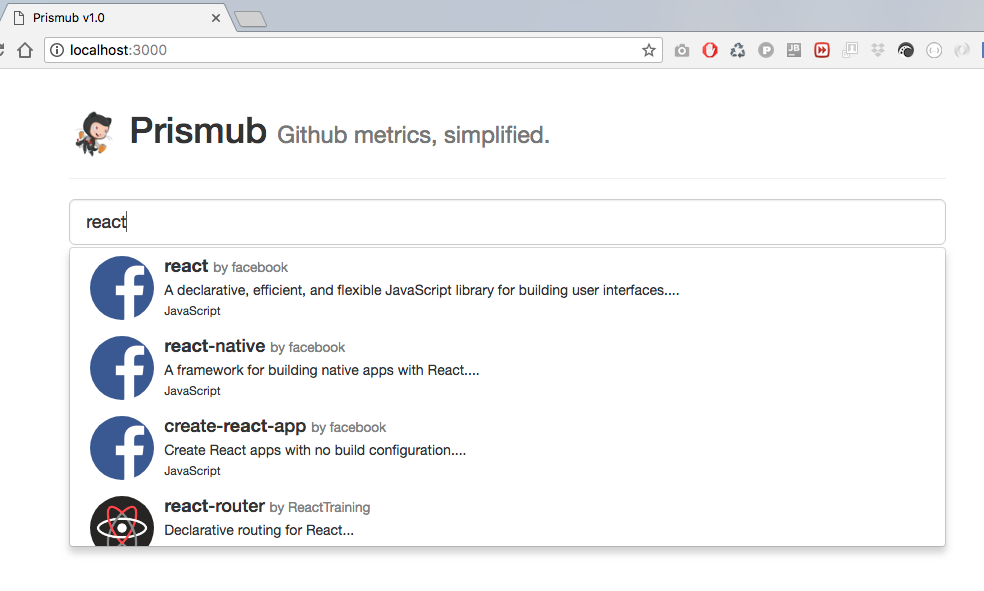 Prismub v1.0
localhost:3000
Prismub Github metrics, simplified.
react
react by facebook
A declarative, efficient, and flexible JavaScript library for building user interfaces....
JavaScript
react-native by facebook
A framework for building native apps with React....
JavaScript
create-react-app by facebook
Create React apps with no build configuration....
JavaScript
react-router by ReactTraining
Declarative routing for React...